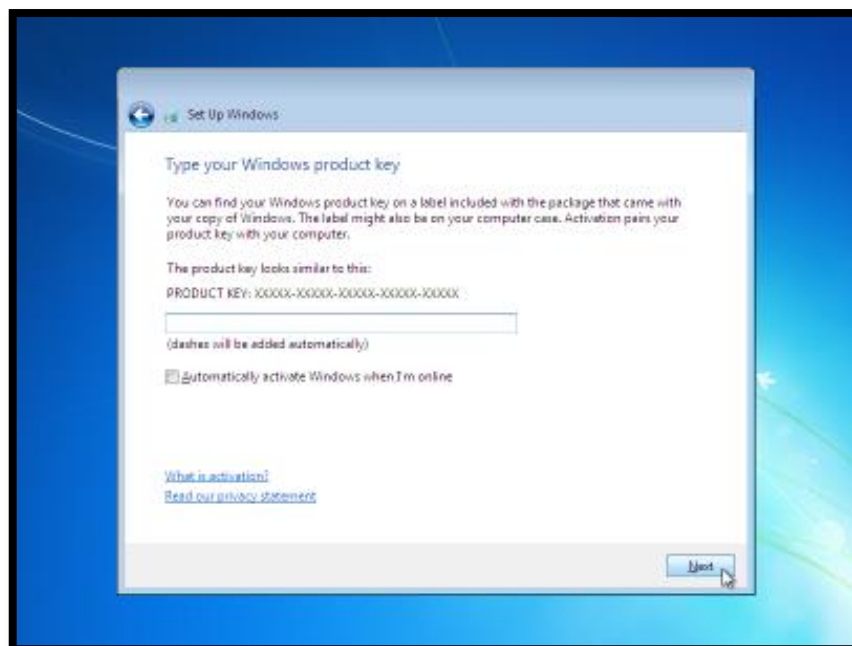 Set Up Windows
Type your Windows product key
You can find your Windows product key on a label included with the package that came with
your copy of Windows. The label might also be on your computer case. Activation pairs your
product key with your computer.
The product key looks similar to this:
PRODUCT KEY: XXXXX-XXXXX-XXXXX-XXXXX-XXXXX
(dashes will be added automatically)
Automatically activate Windows when I'm online
What is activation?
Read our privacy statement
Next